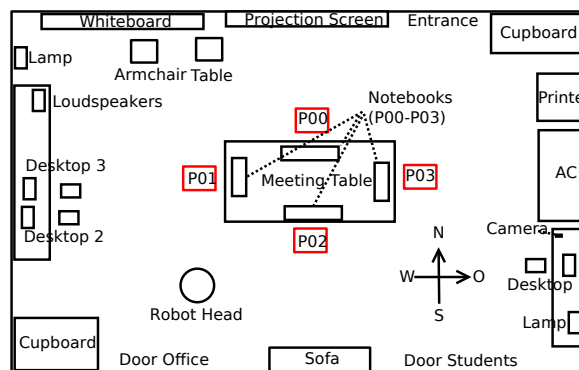 Whiteboard
Projection Screen
Entrance
Cupboard
Lamp
Armchair
Table
Loudspeakers
Notebooks
(P00-P03)
Printer
P00
Desktop 3
P01
Meeting Table
P03
AC
Desktop 2
P02
Camera
N
W
O
S
Desktop
Robot Head
Lamp
Cupboard
Door Office
Sofa
Door Students